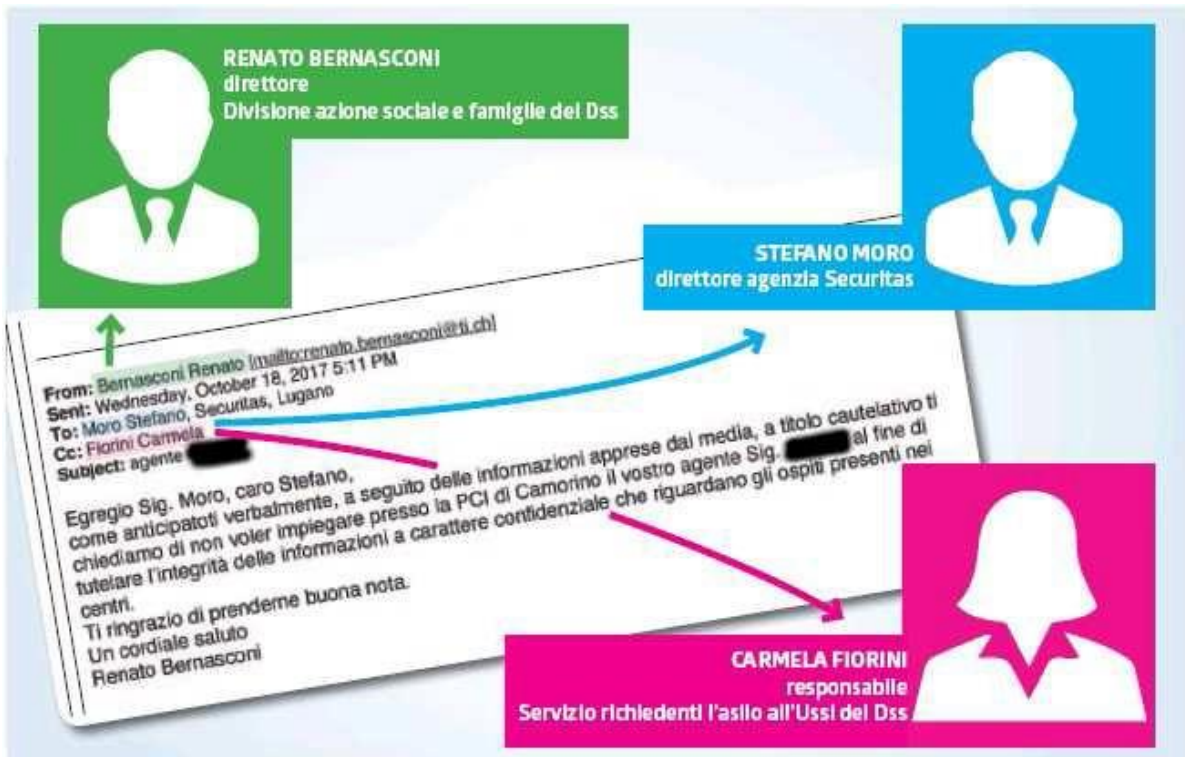 RENATO BERNASCONI
direttore
Divisione azione sociale e famiglie del Dss
STEFANO MORO
direttore agenzia Securitas
From: Bernasconi Renato [mailto:renato.bernasconi@ti.ch]
Sent: Wednesday, October 18, 2017 5:11 PM
To: Moro Stefano, Securitas, Lugano
Cc: Fiorini Carmela
Subject: agente
Egregio Sig. Moro, caro Stefano,
come anticipatoti verbalmente, a seguito delle informazioni apprese dai media, a titolo cautelativo ti
chiediamo di non voler impiegare presso la PCI di Camorino il vostro agente Sig. al fine di
tutelare l'integrità delle informazioni a carattere confidenziale che riguardano gli ospiti presenti nei
centri.
Ti ringrazio di prenderne buona nota.
Un cordiale saluto
Renato Bernasconi
CARMELA FIORINI
responsabile
Servizio richiedenti l'asilo all'Ussi del Dss